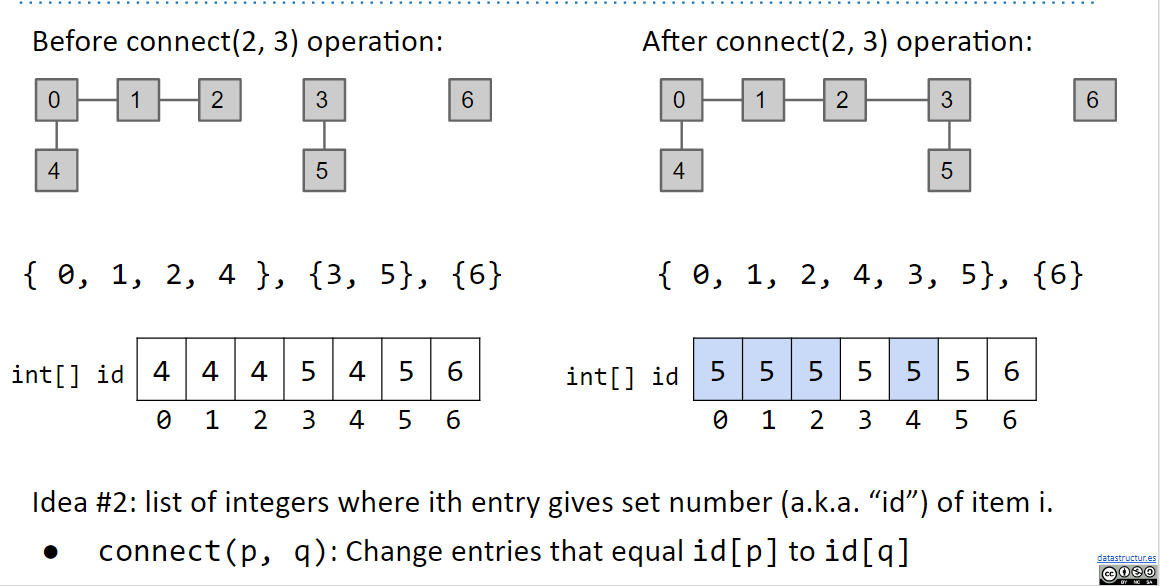 Before connect(2, 3) operation:
After connect(2, 3) operation:
0 1 2 3 6
4 5
0 1 2 3 6
4 5
{ 0, 1, 2, 4 }, {3, 5}, {6}
{ 0, 1, 2, 4, 3, 5}, {6}
int[] id 4 4 4 5 4 5 6
0 1 2 3 4 5 6
int[] id 5 5 5 5 5 5 6
0 1 2 3 4 5 6
Idea #2: list of integers where ith entry gives set number (a.k.a. “id”) of item i.
● connect(p, q): Change entries that equal id[p] to id[q]
datastructur.es
cc
BY NC SA